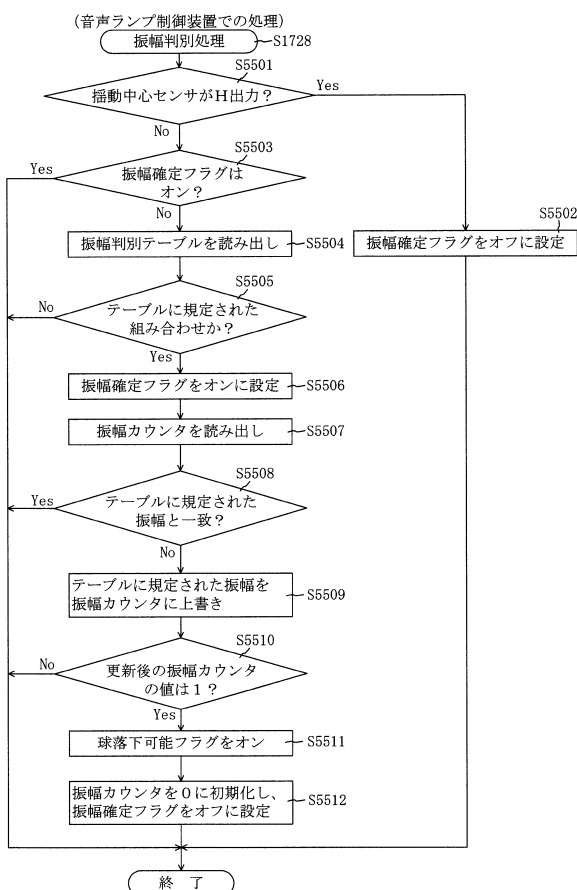 (音声ランプ制御装置での処理)
振幅判別処理
S1728
S5501
揺動中心センサがH出力？
Yes
No
S5503
Yes
振幅確定フラグは
オン？
No
S5502
振幅確定フラグをオフに設定
振幅判別テーブルを読み出し
S5504
S5505
No
テーブルに規定された
組み合わせか？
Yes
振幅確定フラグをオンに設定
S5506
振幅カウンタを読み出し
S5507
S5508
Yes
テーブルに規定された
振幅と一致？
No
テーブルに規定された振幅を
振幅カウンタに上書き
S5509
S5510
No
更新後の振幅カウンタ
の値は１？
Yes
球落下可能フラグをオン
S5511
振幅カウンタを０に初期化し、
振幅確定フラグをオフに設定
S5512
終 了